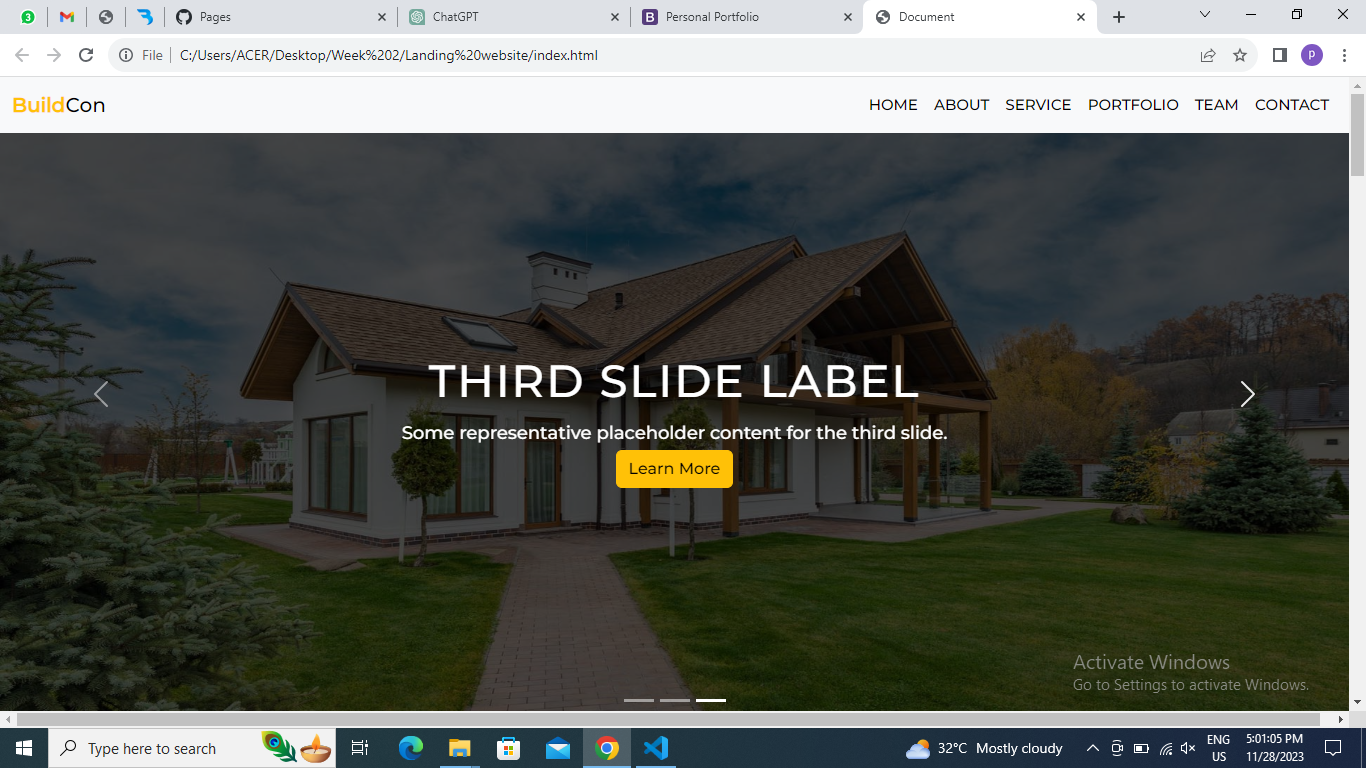 3
Pages
ChatGPT
B
Personal Portfolio
Document
File
C:/Users/ACER/Desktop/Week%202/Landing%20website/index.html
p
BuildCon
HOME ABOUT SERVICE PORTFOLIO TEAM CONTACT
THIRD SLIDE LABEL
Some representative placeholder content for the third slide.
Learn More
Activate Windows
Go to Settings to activate Windows.
Type here to search
32°C Mostly cloudy
ENG
US
5:01:05 PM
11/28/2023